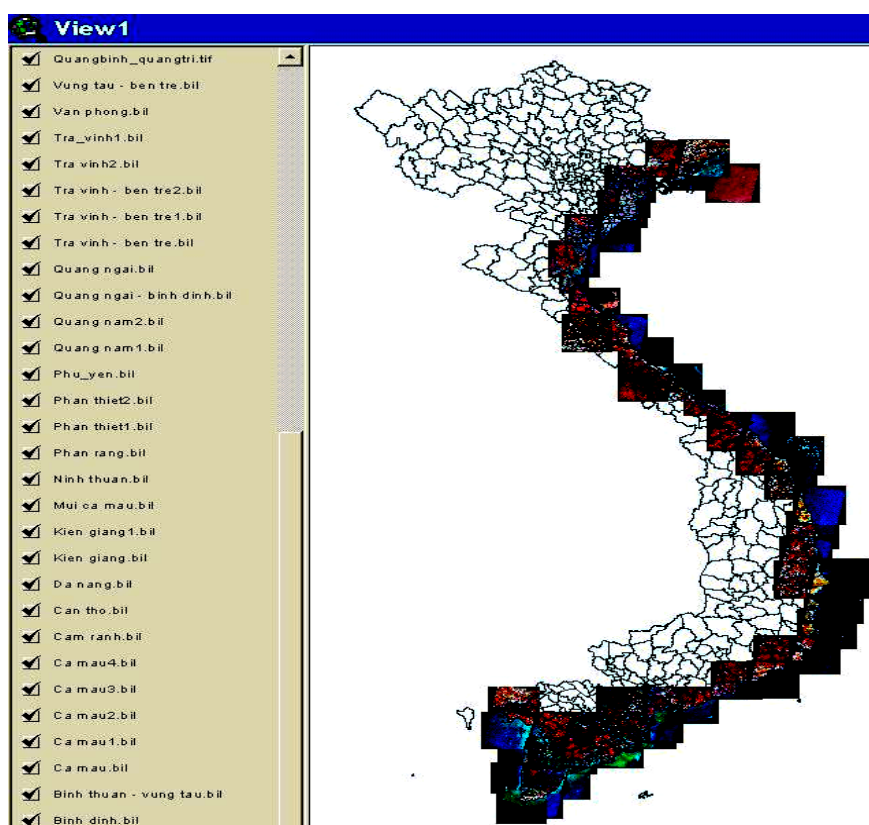 View1
Quangbinh_quangtri.tif
Vung tau - ben tre.bil
Van phong.bil
Tra_vinh1.bil
Tra vinh2.bil
Tra vinh - ben tre2.bil
Tra vinh - ben tre1.bil
Tra vinh - ben tre.bil
Quang ngai.bil
Quang ngai - binh dinh.bil
Quang nam2.bil
Quang nam1.bil
Phu_yen.bil
Phan thiet2.bil
Phan thiet1.bil
Phan rang.bil
Ninh thuan.bil
Mui ca mau.bil
Kien giang1.bil
Kien giang.bil
Da nang.bil
Can tho.bil
Cam ranh.bil
Ca mau4.bil
Ca mau3.bil
Ca mau2.bil
Ca mau1.bil
Ca mau.bil
Binh thuan - vung tau.bil
Binh dinh.bil